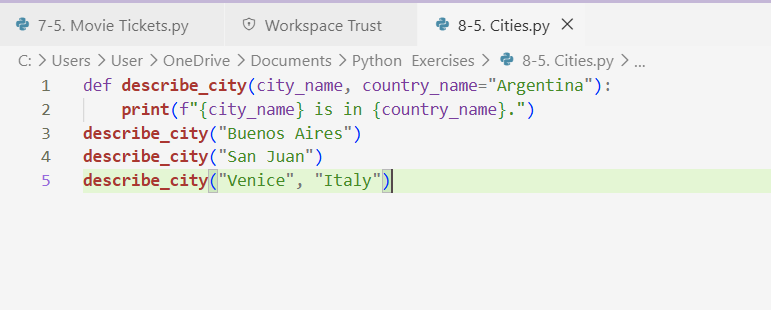 7-5. Movie Tickets.py Workspace Trust 8-5. Cities.py
C: > Users > User > OneDrive > Documents > Python Exercises > 8-5. Cities.py > ...
1 def describe_city(city_name, country_name="Argentina"):
2     print(f"{city_name} is in {country_name}.")
3 describe_city("Buenos Aires")
4 describe_city("San Juan")
5 describe_city("Venice", "Italy")